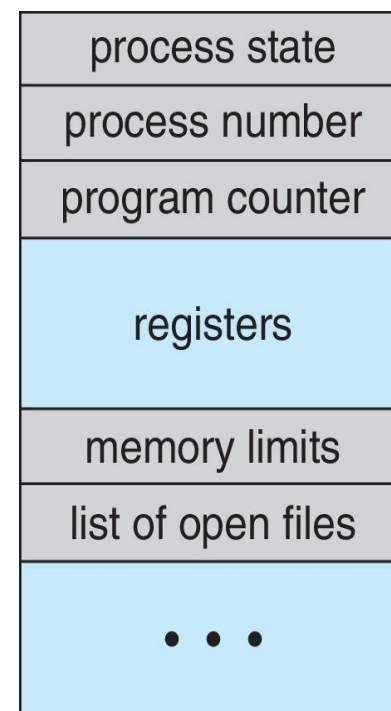 process state
process number
program counter
registers
memory limits
list of open files
• • •